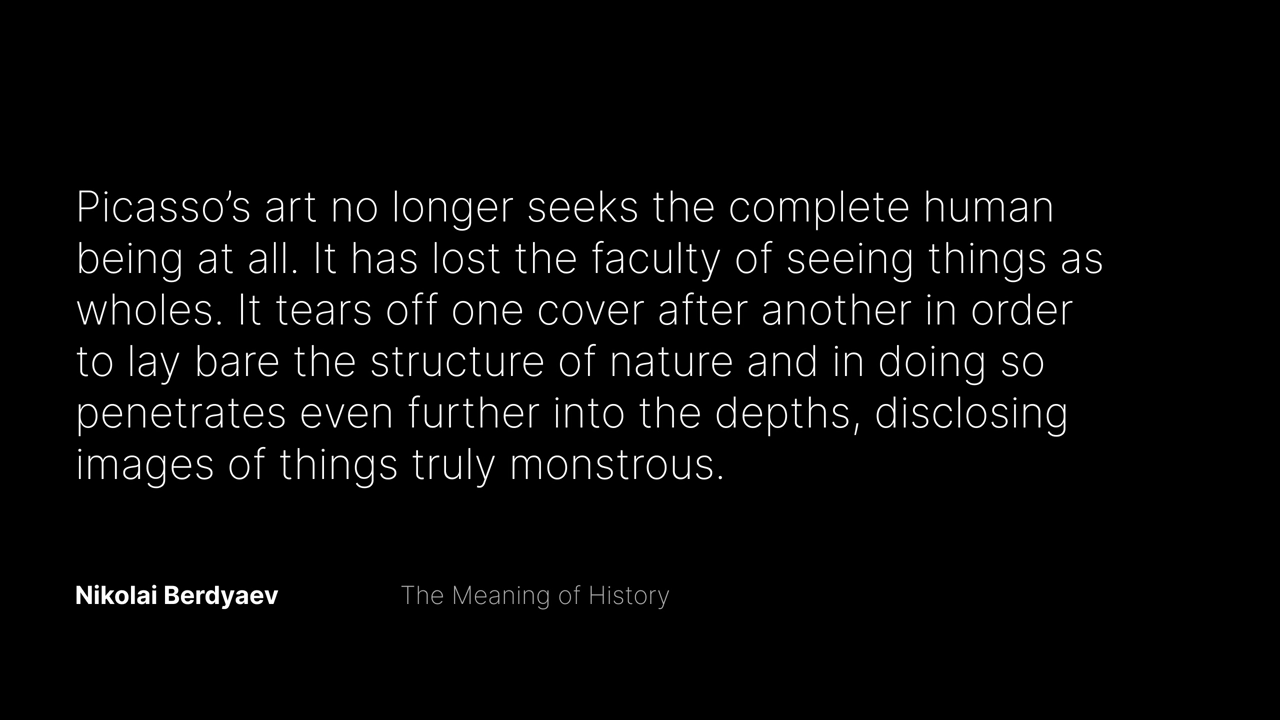 Picasso’s art no longer seeks the complete human
being at all. It has lost the faculty of seeing things as
wholes. It tears off one cover after another in order
to lay bare the structure of nature and in doing so
penetrates even further into the depths, disclosing
images of things truly monstrous.
Nikolai Berdyaev
The Meaning of History